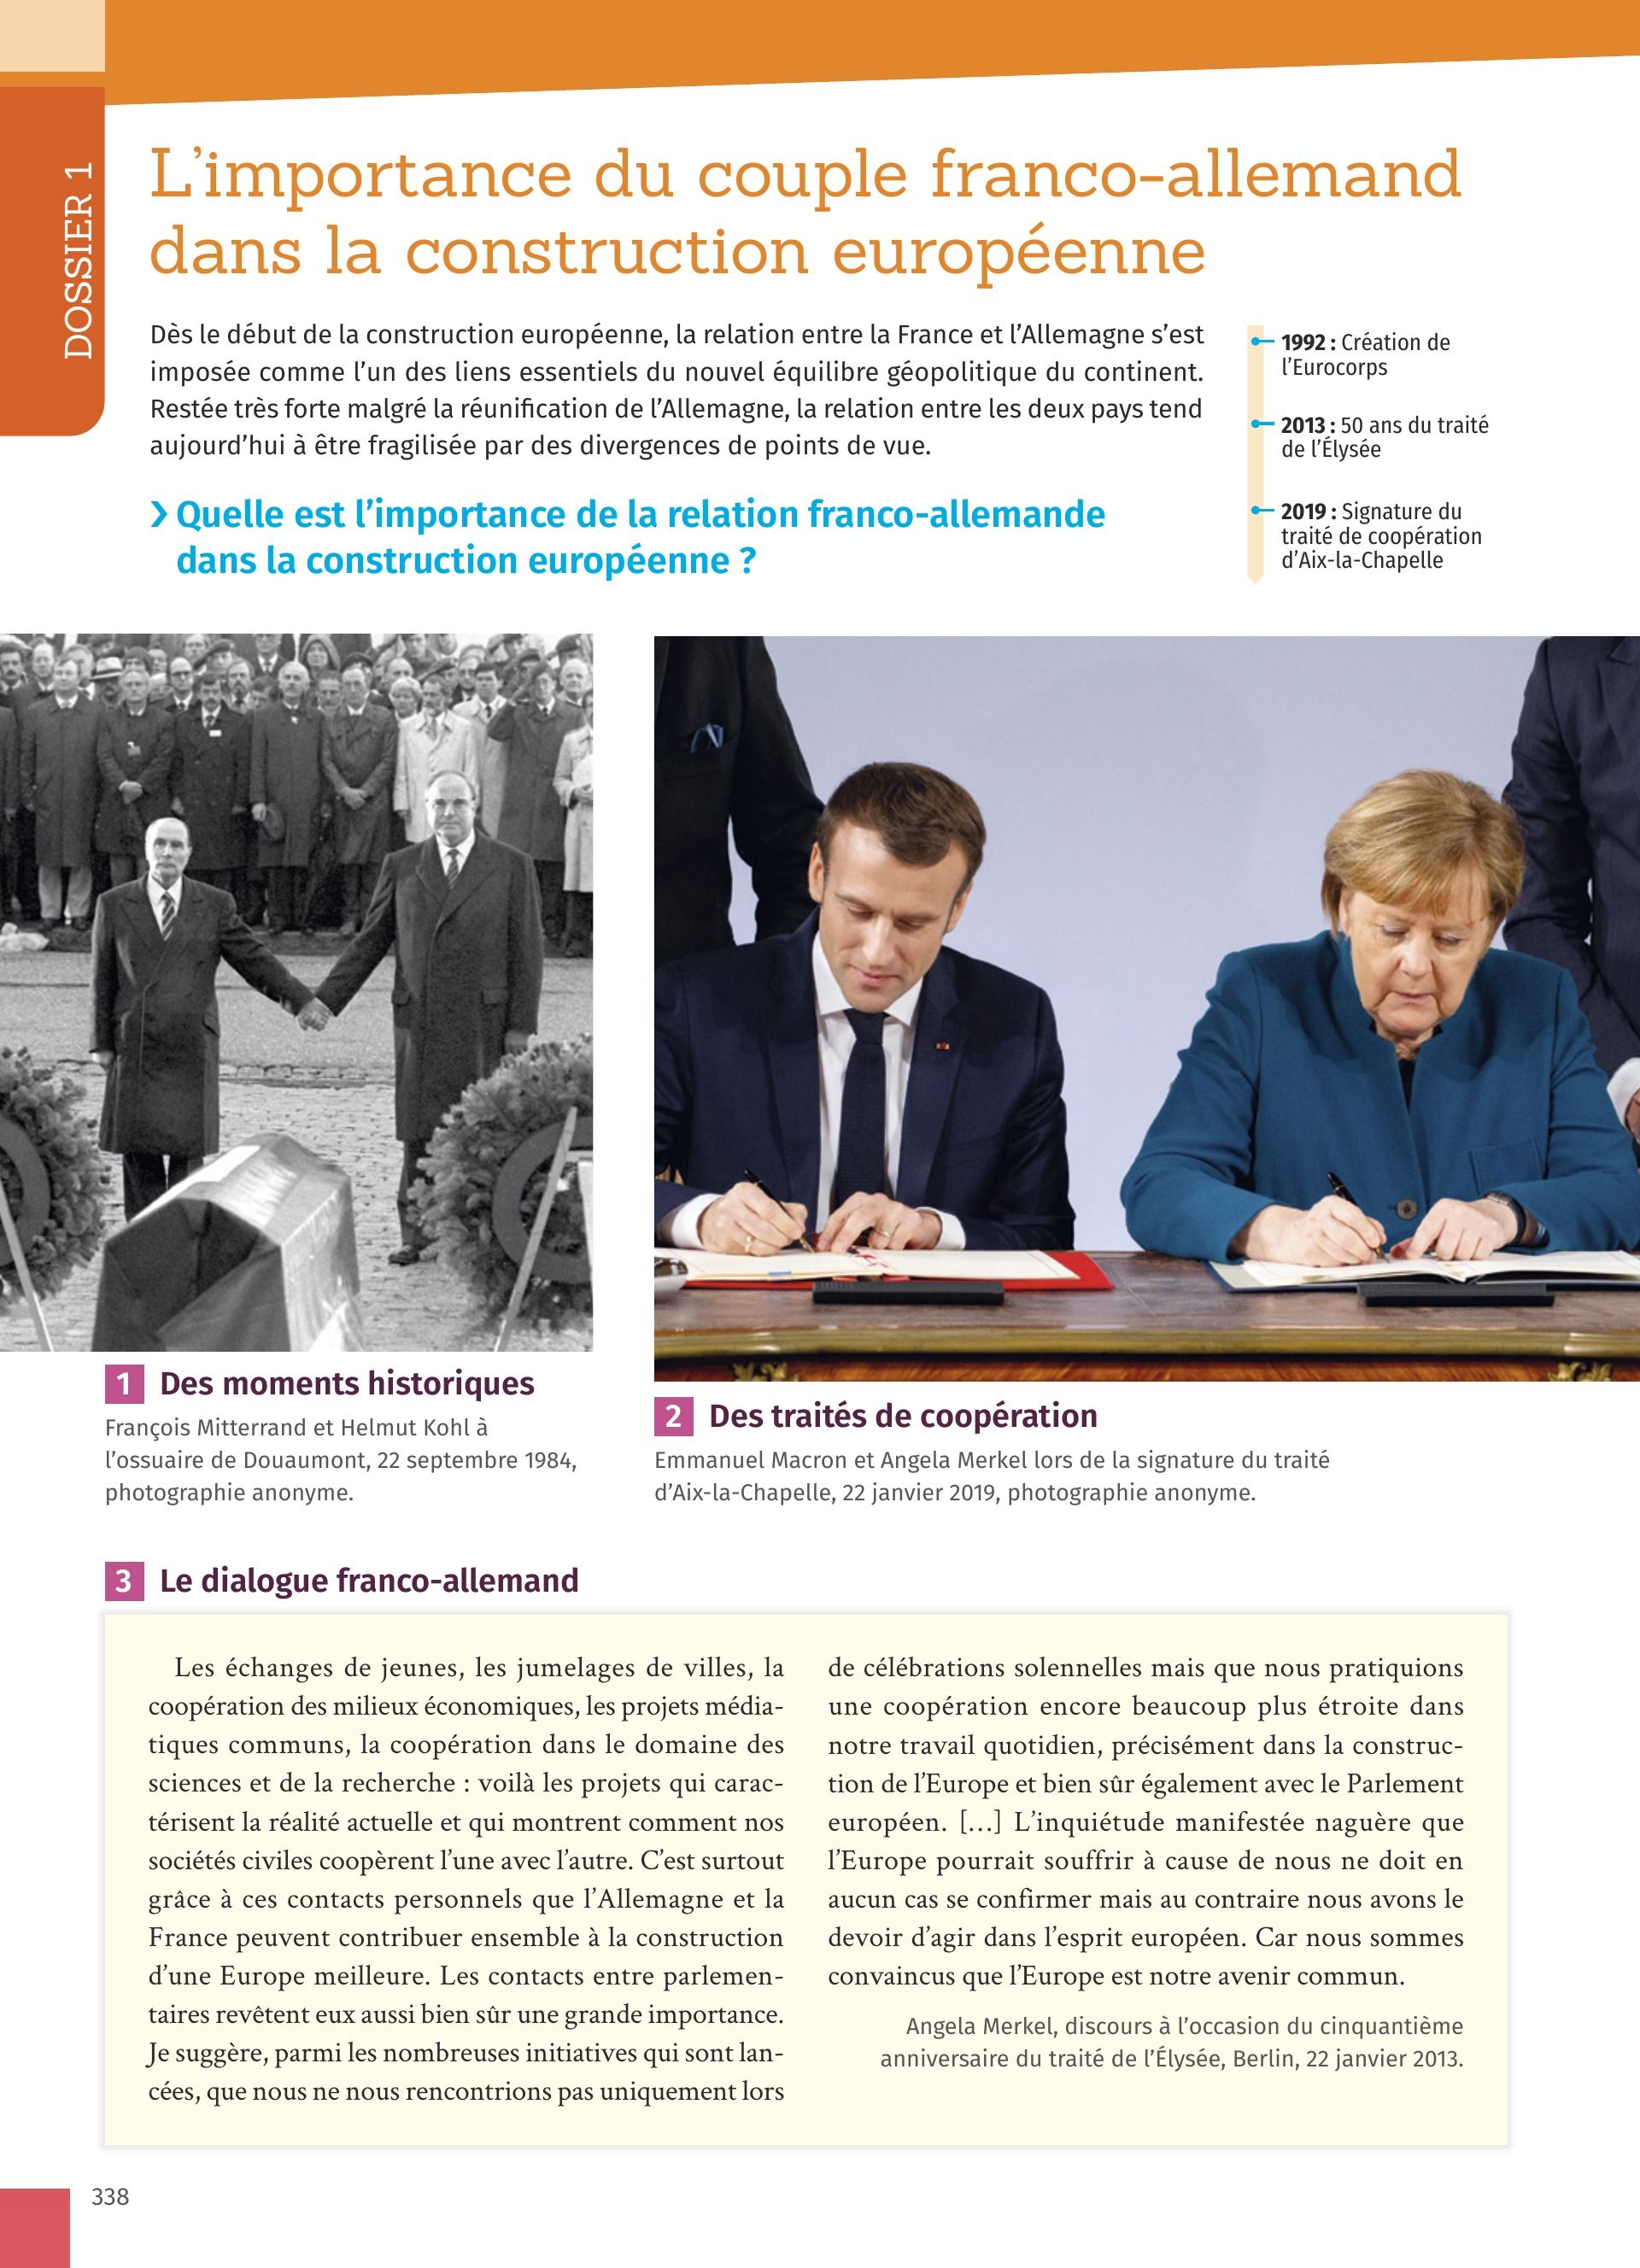 DOSSIER 1
L’importance du couple franco-allemand
dans la construction européenne
Dès le début de la construction européenne, la relation entre la France et l’Allemagne s’est
imposée comme l’un des liens essentiels du nouvel équilibre géopolitique du continent.
Restée très forte malgré la réunification de l’Allemagne, la relation entre les deux pays tend
aujourd’hui à être fragilisée par des divergences de points de vue.
› Quelle est l’importance de la relation franco-allemande
dans la construction européenne ?
1992 : Création de
l’Eurocorps
2013 : 50 ans du traité
de l’Élysée
2019 : Signature du
traité de coopération
d’Aix-la-Chapelle
1 Des moments historiques
François Mitterrand et Helmut Kohl à
l’ossuaire de Douaumont, 22 septembre 1984,
photographie anonyme.
2 Des traités de coopération
Emmanuel Macron et Angela Merkel lors de la signature du traité
d’Aix-la-Chapelle, 22 janvier 2019, photographie anonyme.
3 Le dialogue franco-allemand
Les échanges de jeunes, les jumelages de villes, la
coopération des milieux économiques, les projets média-
tiques communs, la coopération dans le domaine des
sciences et de la recherche : voilà les projets qui carac-
térisent la réalité actuelle et qui montrent comment nos
sociétés civiles coopèrent l’une avec l’autre. C’est surtout
grâce à ces contacts personnels que l’Allemagne et la
France peuvent contribuer ensemble à la construction
d’une Europe meilleure. Les contacts entre parlemen-
taires revêtent eux aussi bien sûr une grande importance.
Je suggère, parmi les nombreuses initiatives qui sont lan-
cées, que nous ne nous rencontrions pas uniquement lors
de célébrations solennelles mais que nous pratiquions
une coopération encore beaucoup plus étroite dans
notre travail quotidien, précisément dans la construc-
tion de l’Europe et bien sûr également avec le Parlement
européen. […] L’inquiétude manifestée naguère que
l’Europe pourrait souffrir à cause de nous ne doit en
aucun cas se confirmer mais au contraire nous avons le
devoir d’agir dans l’esprit européen. Car nous sommes
convaincus que l’Europe est notre avenir commun.
Angela Merkel, discours à l’occasion du cinquantième
anniversaire du traité de l’Élysée, Berlin, 22 janvier 2013.
338